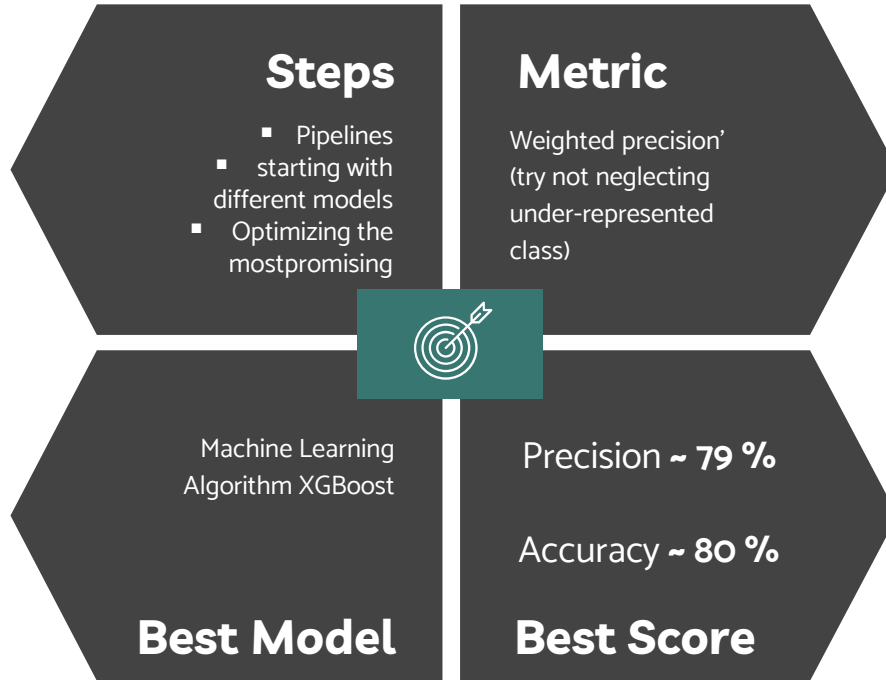 Steps
▪ Pipelines
▪ starting with
different models
▪ Optimizing the
mostpromising
Metric
Weighted precision'
(try not neglecting
under-represented
class)
Machine Learning
Algorithm XGBoost
Best Model
Precision ~ 79 %
Accuracy ~ 80 %
Best Score